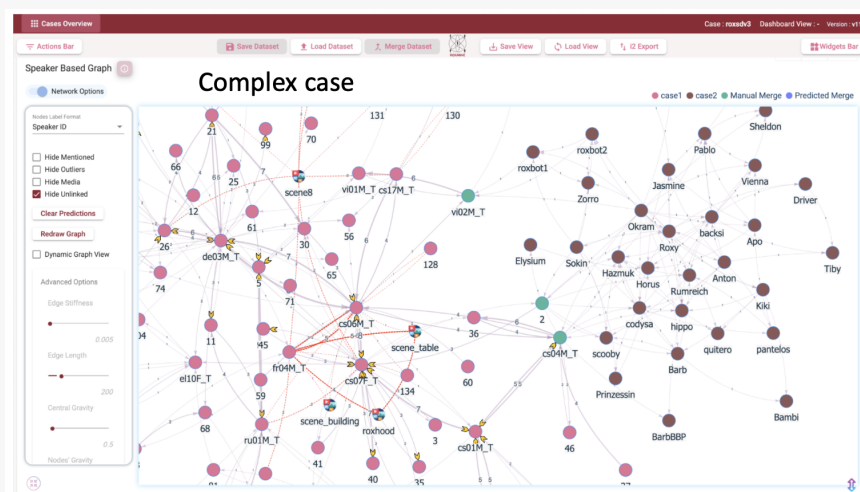 Cases Overview
Case : roxsdv3 Dashboard View : - Version : v11
Actions Bar
Save Dataset
Load Dataset
Merge Dataset
Save View
Load View
I2 Export
Widgets Bar
Speaker Based Graph
Complex case
Network Options
case1 case2 Manual Merge Predicted Merge
Nodes Label Format
Speaker ID
Hide Mentioned
Hide Outliers
Hide Media
Hide Unlinked
Clear Predictions
Redraw Graph
Dynamic Graph View
Advanced Options
Edge Stiffness
0.005
Edge Length
200
Central Gravity
0.5
Nodes' Gravity
131
130
21
99
70
66
25
scene8
vi01M_T
cs17M_T
12
61
56
vi02M_T
26
de03M_T
30
128
65
74
5
71
cs06M_T
36
2
11
45
scene_table
cs04M_T
fr04M_T
el10F_T
cs07F_T
134
60
59
scene_building
roxhood
68
ru01M_T
3
cs01M_T
46
41
40
35
Sheldon
roxbot2
Pablo
roxbot1
Jasmine
Vienna
Zorro
Driver
Okram
backsi
Roxy
Apo
Elysium
Sokin
Hazmuk
Horus
Anton
Tiby
Rumreich
Kiki
codysa
hippo
scooby
quitero
pantelos
Barb
Prinzessin
BarbBBP
Bambi